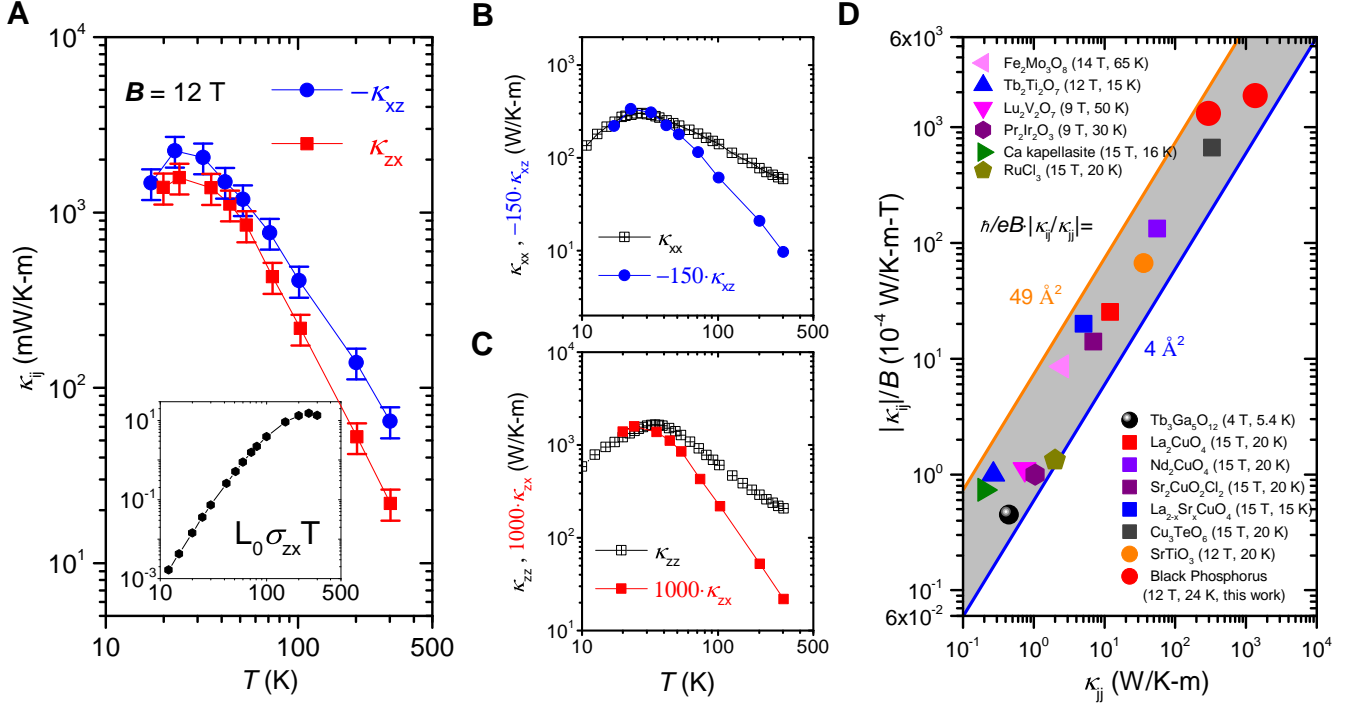 A
10⁴
10³
10²
10¹
κij (mW/K-m)
B = 12 T
−κxz
κzx
10¹
10⁻¹
10⁻³
L₀σzxT
10
100
500
10
100
500
T (K)
B
10³
10²
10¹
κxx , −150·κxz (W/K-m)
κxx
−150·κxz
10
100
500
C
10⁴
10³
10²
10¹
κzz , 1000·κzx (W/K-m)
κzz
1000·κzx
10
100
500
T (K)
D
6x10³
10³
10²
10¹
10⁰
10⁻¹
6x10⁻²
|κij|/B (10⁻⁴ W/K-m-T)
Fe₂Mo₃O₈ (14 T, 65 K)
Tb₂Ti₂O₇ (12 T, 15 K)
Lu₂V₂O₇ (9 T, 50 K)
Pr₂Ir₂O₃ (9 T, 30 K)
Ca kapellasite (15 T, 16 K)
RuCl₃ (15 T, 20 K)
ℏ/eB·|κij/κjj|=
49 Å²
4 Å²
Tb₃Ga₅O₁₂ (4 T, 5.4 K)
La₂CuO₄ (15 T, 20 K)
Nd₂CuO₄ (15 T, 20 K)
Sr₂CuO₂Cl₂ (15 T, 20 K)
La₂₋ₓSrₓCuO₄ (15 T, 15 K)
Cu₃TeO₆ (15 T, 20 K)
SrTiO₃ (12 T, 20 K)
Black Phosphorus
(12 T, 24 K, this work)
10⁻¹
10⁰
10¹
10²
10³
10⁴
κjj (W/K-m)